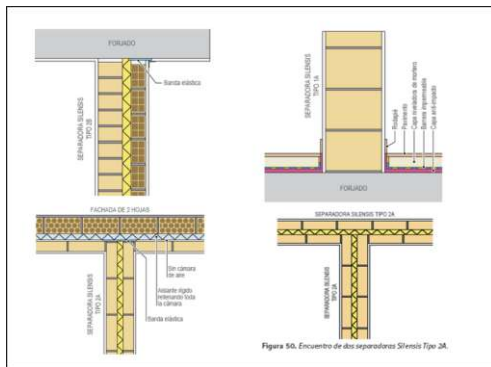 FORJADO
Banda elástica
SEPARADORA SILENSIS
TIPO 2B
FACHADA DE 2 HOJAS
Sin cámara
de aire
Aislante rígido
rellenando toda
la cámara
Banda elástica
SEPARADORA SILENSIS
TIPO 2A
SEPARADORA SILENSIS
TIPO 1A
Rodapié
Pavimento
Capa niveladora de mortero
Barrera impermeable
Capa anti-impacto
FORJADO
SEPARADORA SILENSIS TIPO 2A
SEPARADORA SILENSIS
TIPO 2A
Figura 50. Encuentro de dos separadoras Silensis Tipo 2A.